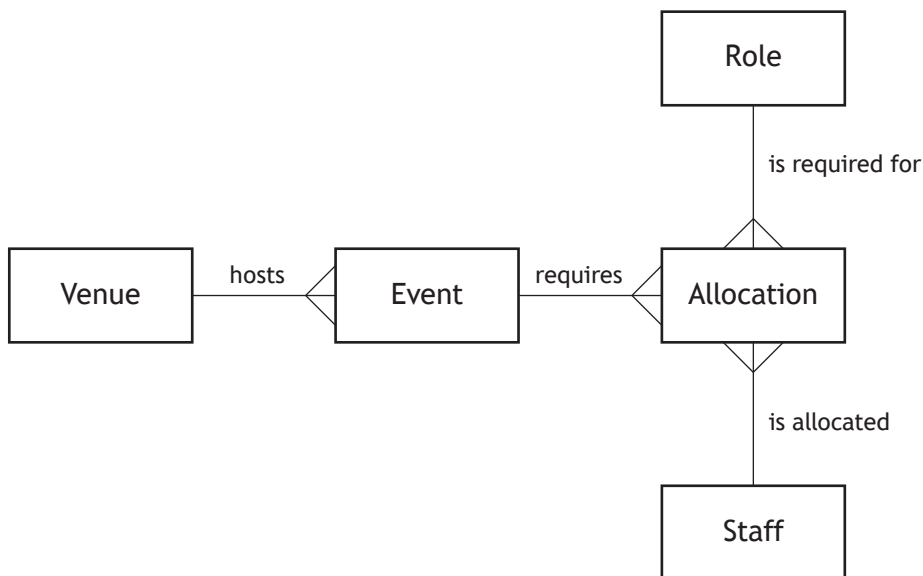 Role
is required for
Venue
hosts
Event
requires
Allocation
is allocated
Staff